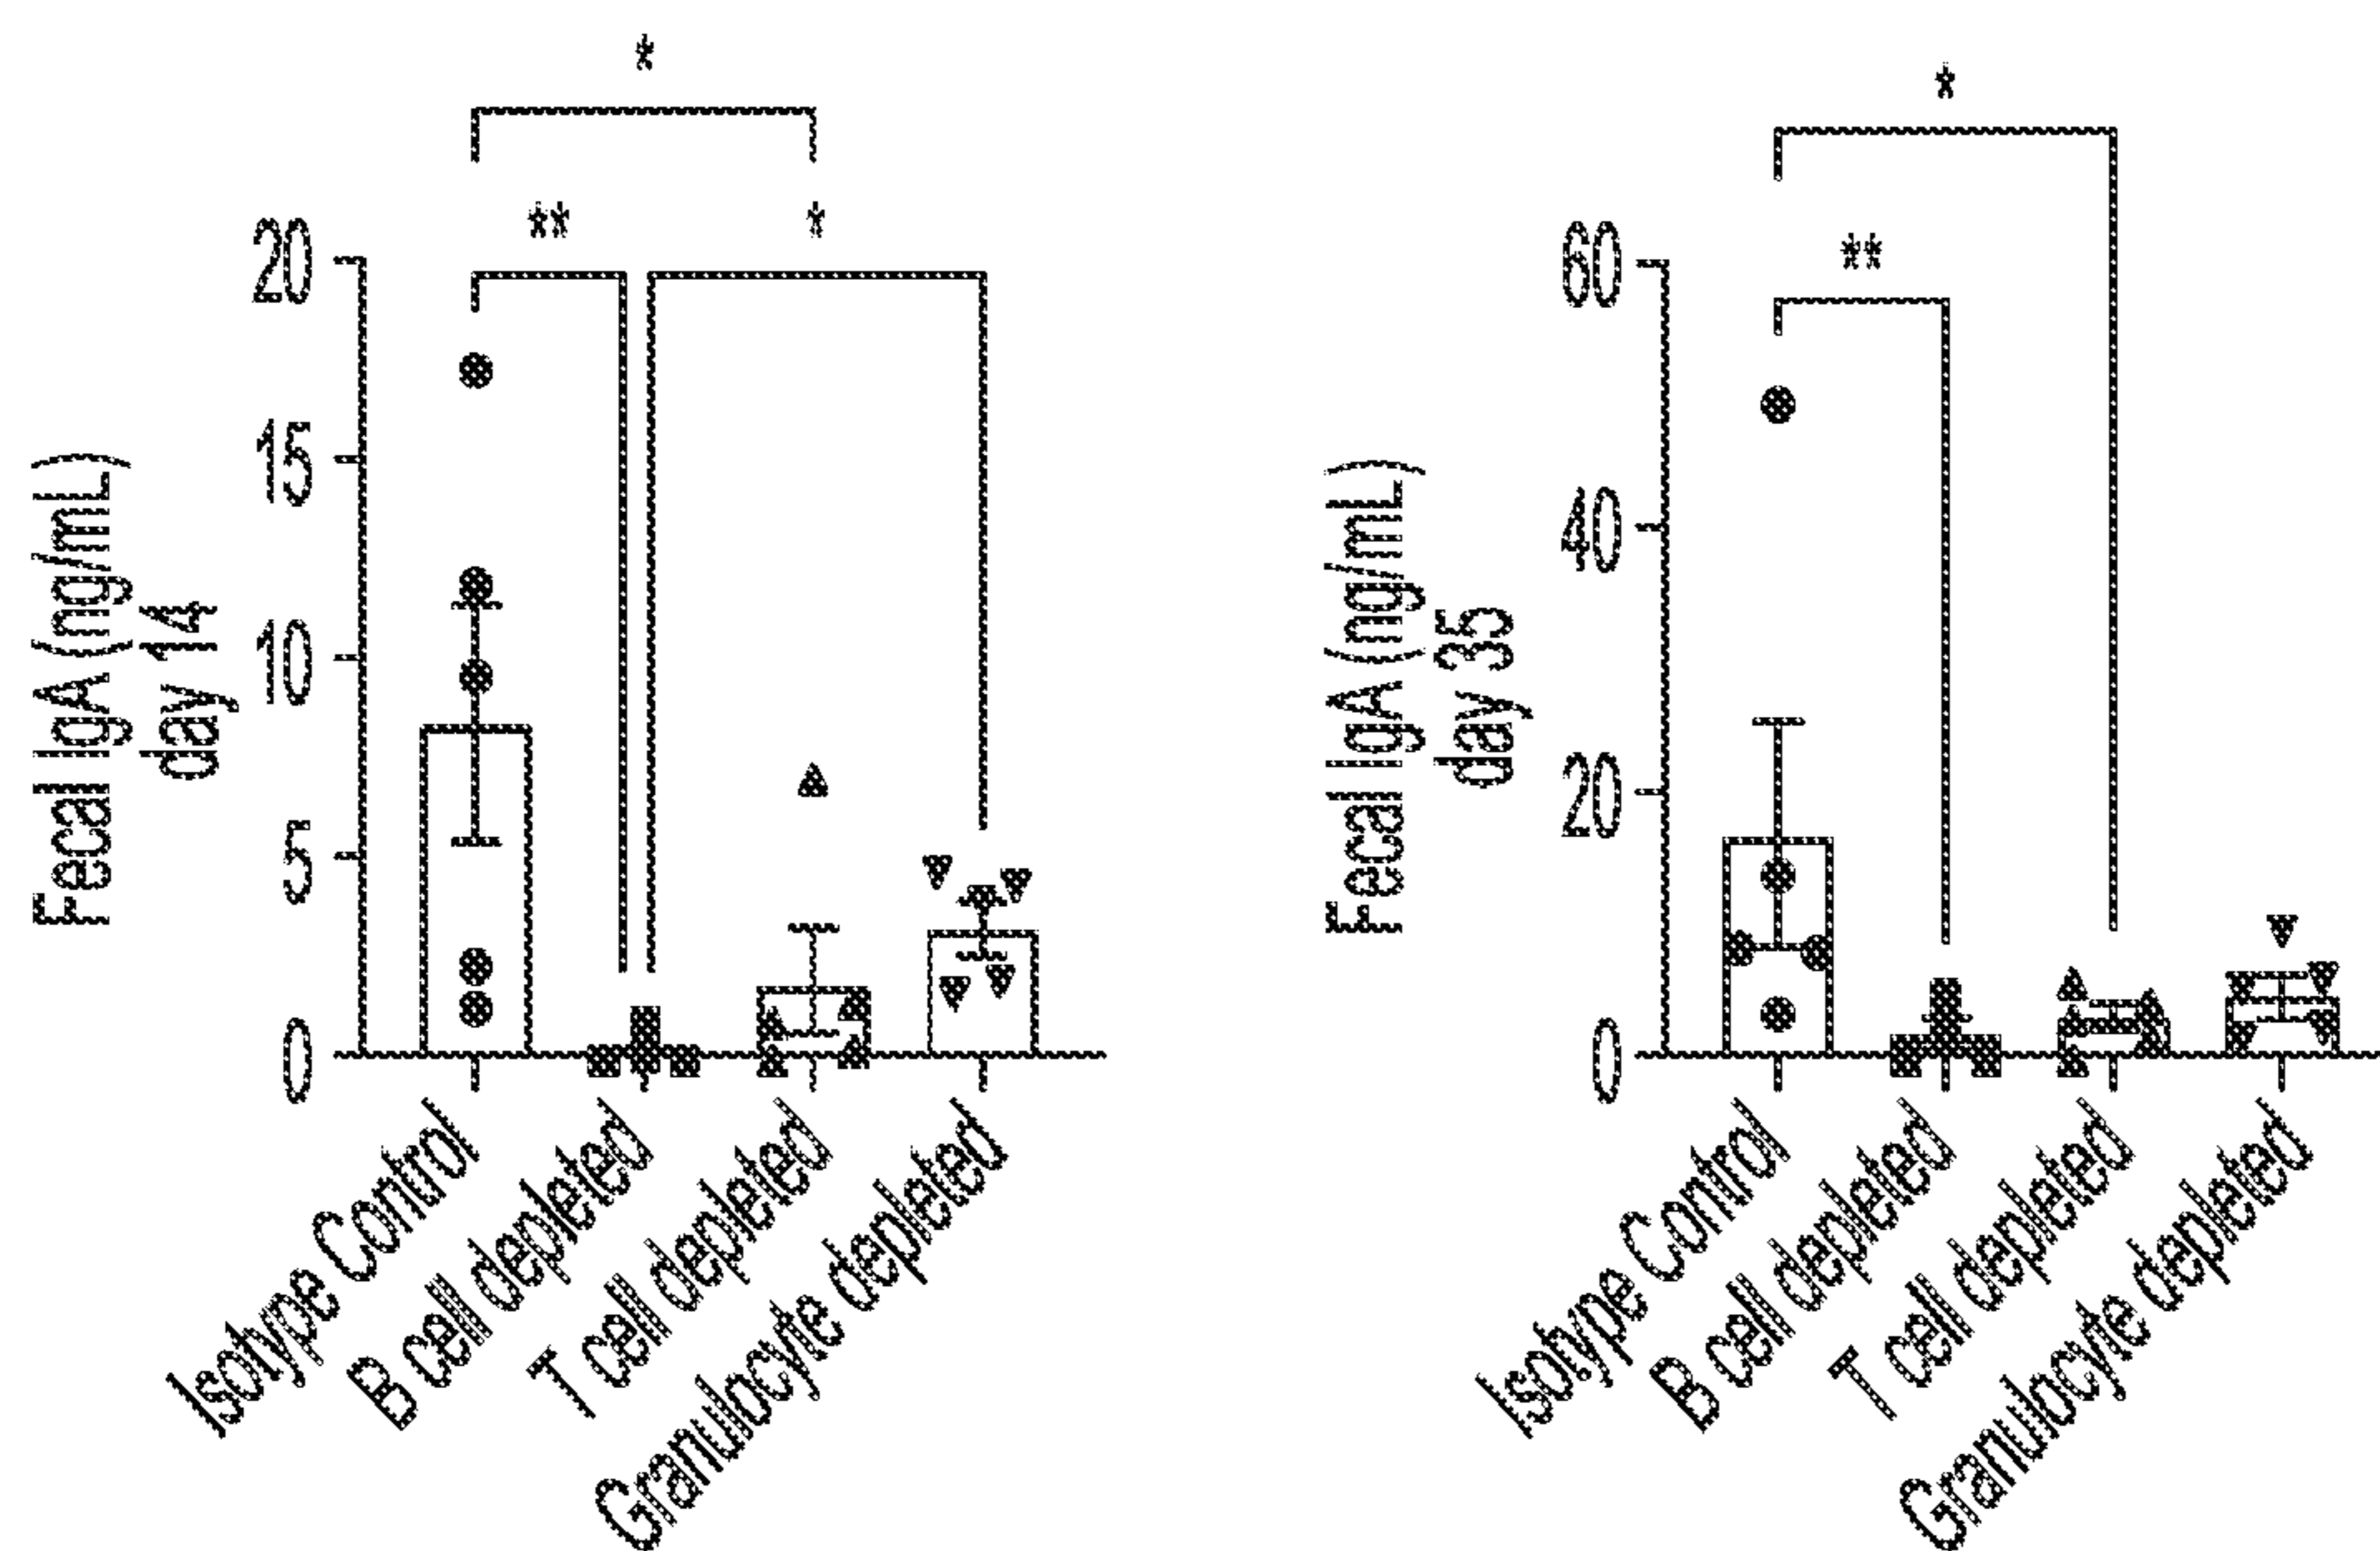 *
** *
20
15
10
5
0
Fecal IgA (ng/mL)
day 14
Isotype Control
B cell depleted
T cell depleted
Granulocyte depleted
*
**
60
40
20
0
Fecal IgA (ng/mL)
day 35
Isotype Control
B cell depleted
T cell depleted
Granulocyte depleted